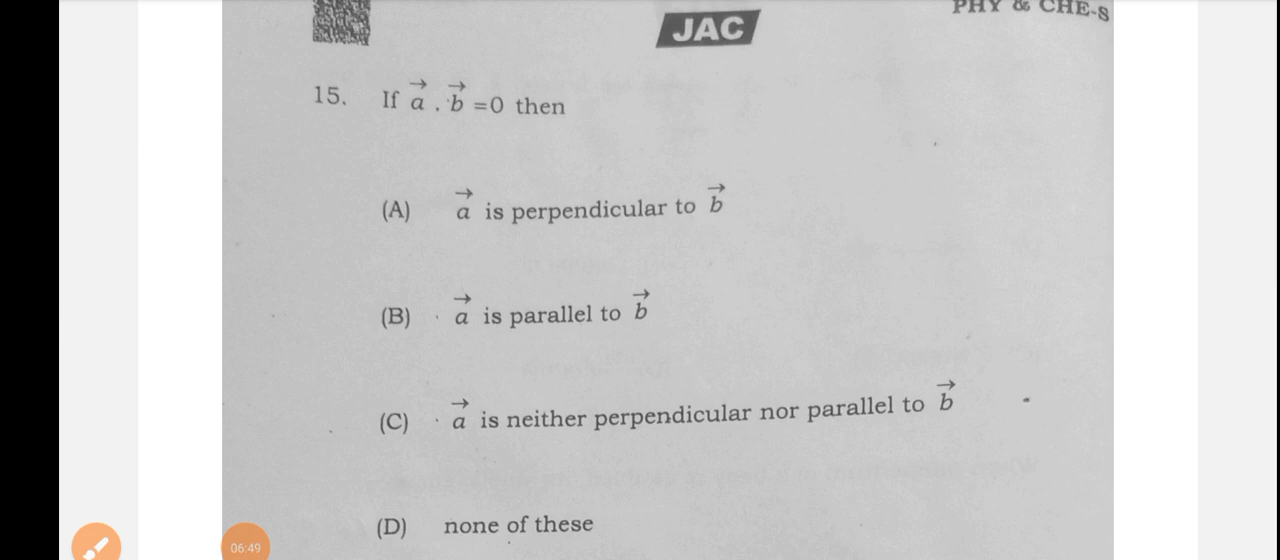 JAC
PHY & CHE-S
15. If →a . →b =0 then
(A) →a is perpendicular to →b
(B) →a is parallel to →b
(C) →a is neither perpendicular nor parallel to →b
(D) none of these
06:49